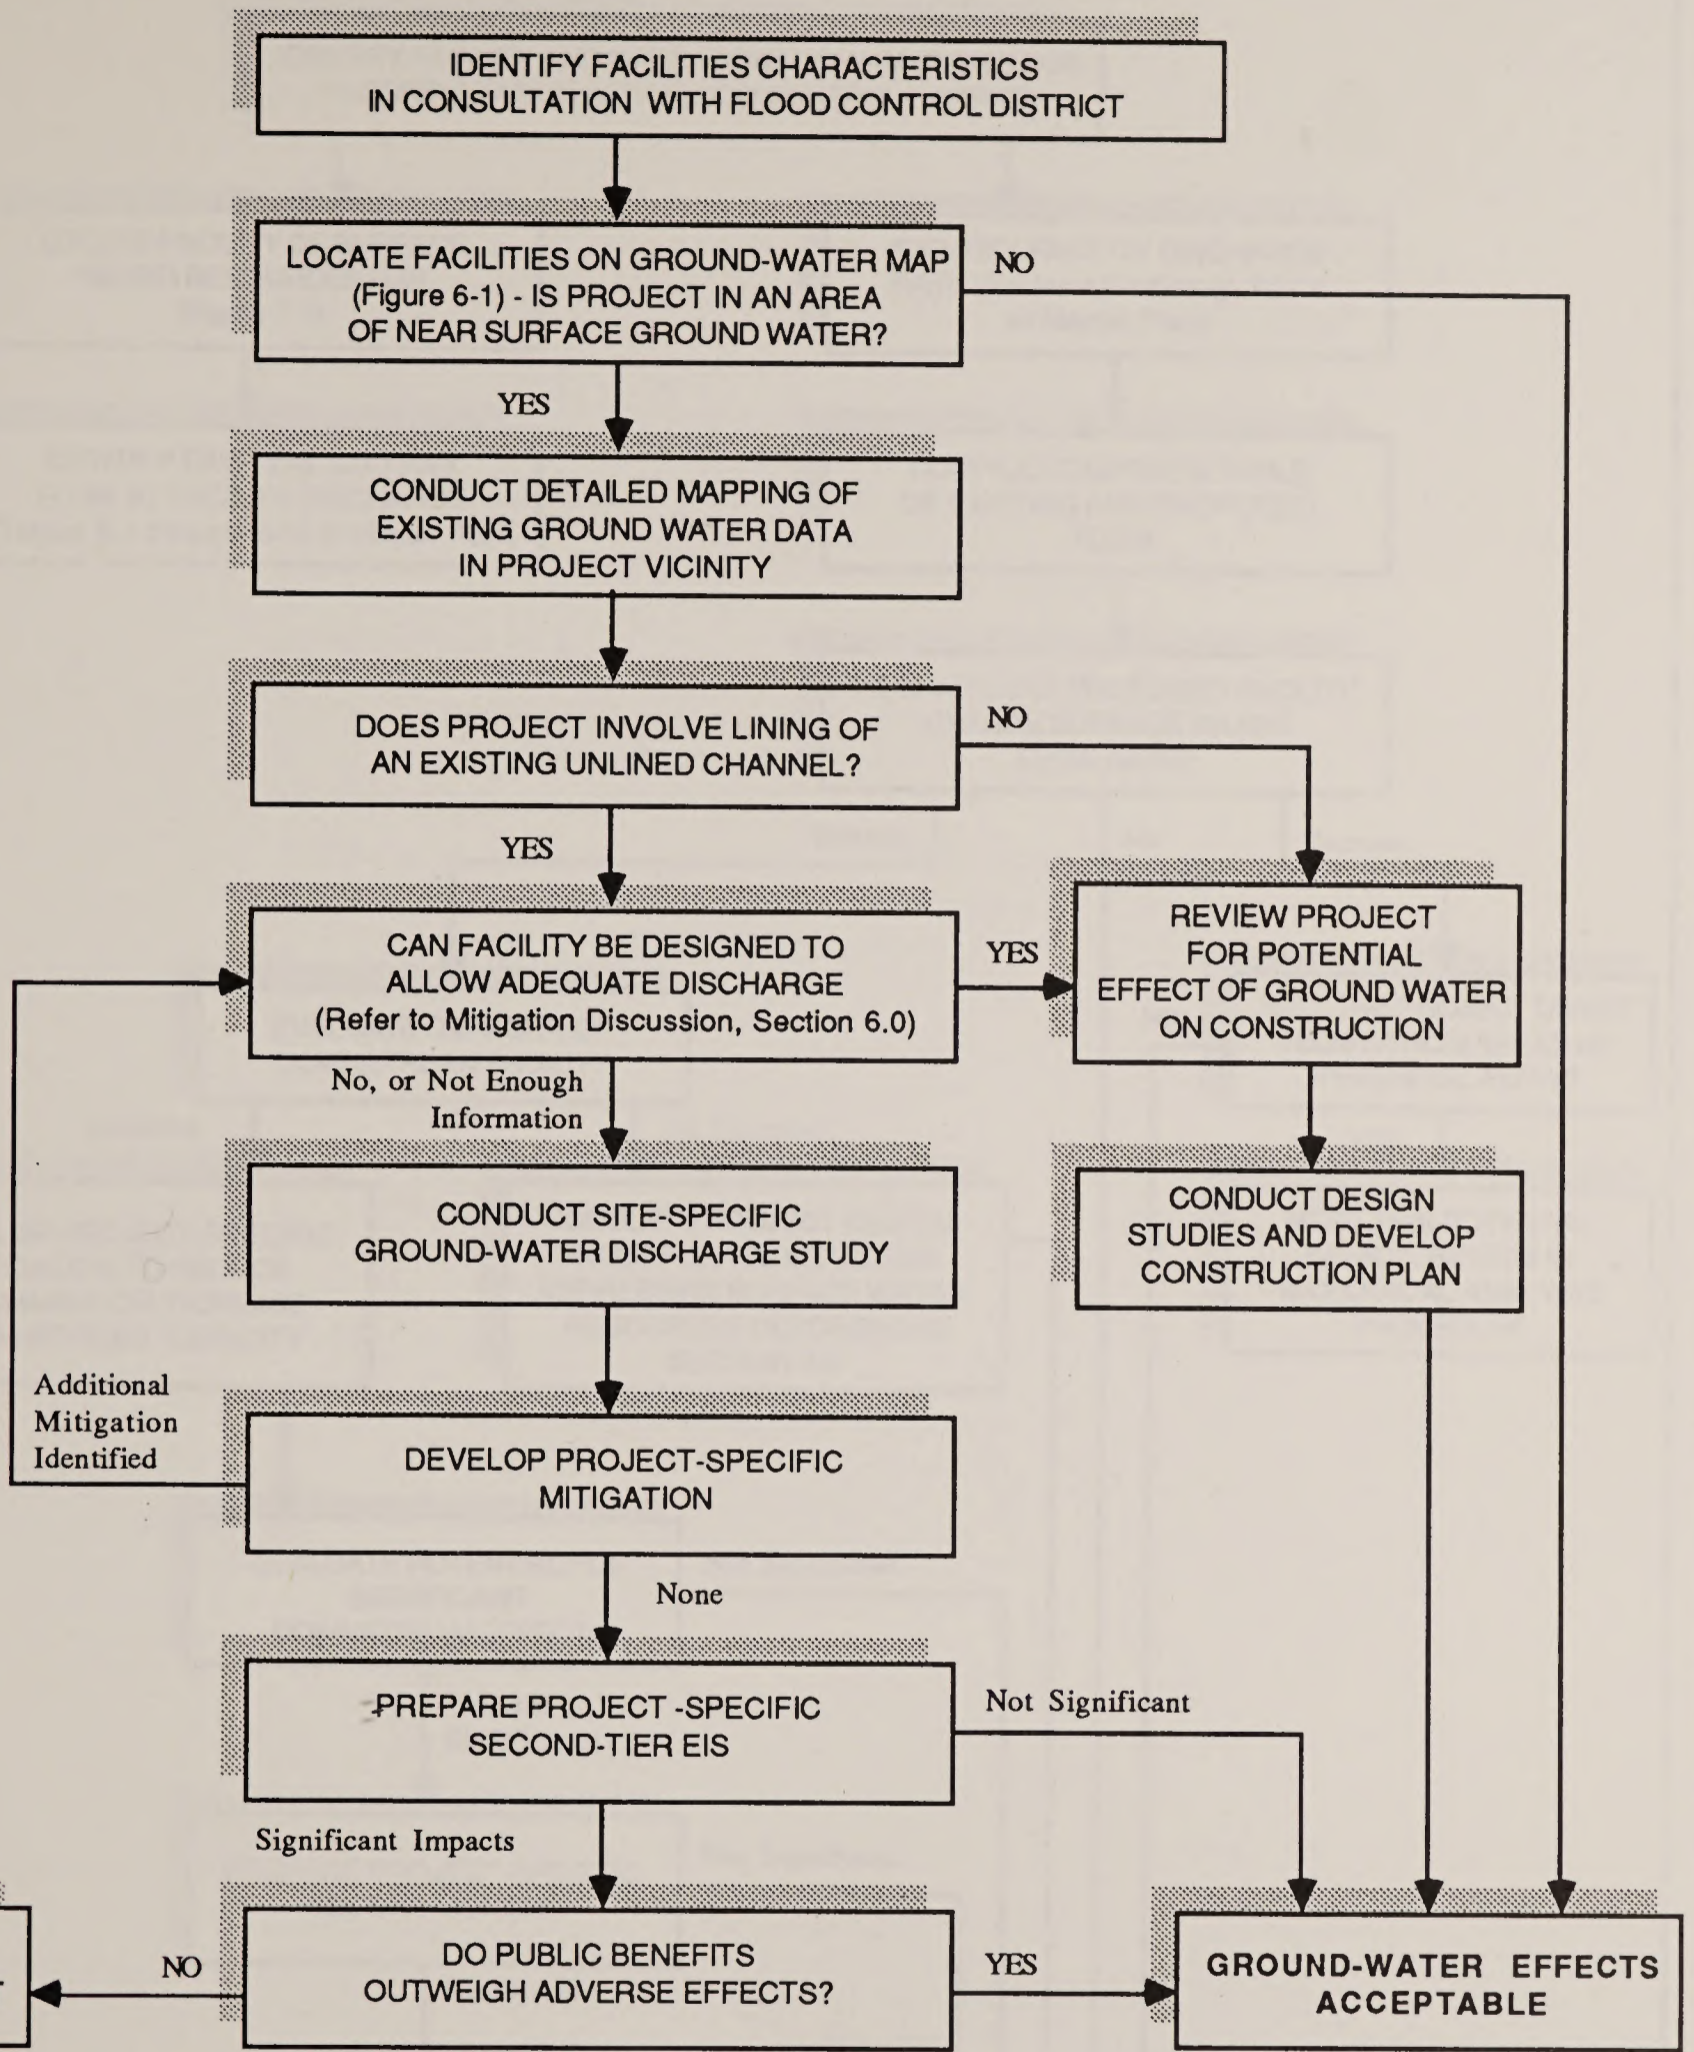 IDENTIFY FACILITIES CHARACTERISTICS
IN CONSULTATION WITH FLOOD CONTROL DISTRICT
LOCATE FACILITIES ON GROUND-WATER MAP
(Figure 6-1) - IS PROJECT IN AN AREA
OF NEAR SURFACE GROUND WATER?
NO
YES
CONDUCT DETAILED MAPPING OF
EXISTING GROUND WATER DATA
IN PROJECT VICINITY
DOES PROJECT INVOLVE LINING OF
AN EXISTING UNLINED CHANNEL?
NO
YES
CAN FACILITY BE DESIGNED TO
ALLOW ADEQUATE DISCHARGE
(Refer to Mitigation Discussion, Section 6.0)
YES
REVIEW PROJECT
FOR POTENTIAL
EFFECT OF GROUND WATER
ON CONSTRUCTION
No, or Not Enough
Information
CONDUCT SITE-SPECIFIC
GROUND-WATER DISCHARGE STUDY
CONDUCT DESIGN
STUDIES AND DEVELOP
CONSTRUCTION PLAN
Additional
Mitigation
Identified
DEVELOP PROJECT-SPECIFIC
MITIGATION
None
PREPARE PROJECT -SPECIFIC
SECOND-TIER EIS
Not Significant
Significant Impacts
DO PUBLIC BENEFITS
OUTWEIGH ADVERSE EFFECTS?
NO
YES
GROUND-WATER EFFECTS
ACCEPTABLE